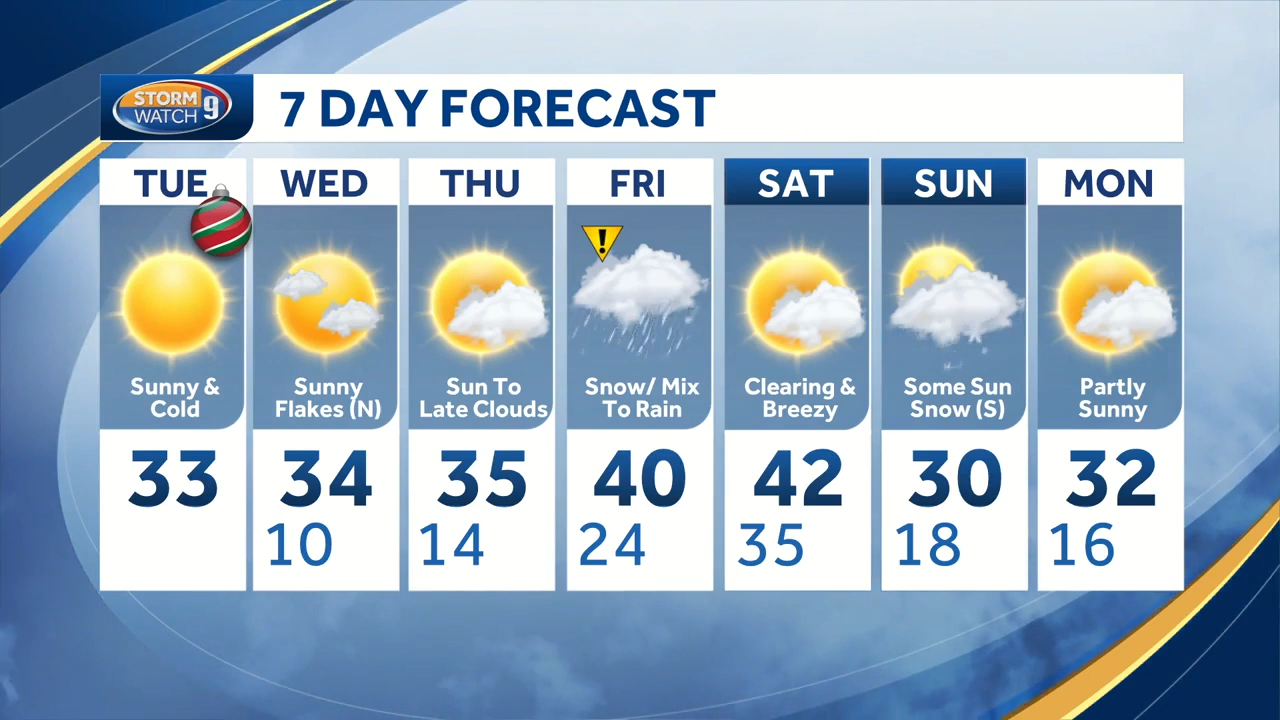 STORM
WATCH 9
7 DAY FORECAST
TUE
WED
THU
FRI
SAT
SUN
MON
!
Sunny &
Cold
Sunny
Flakes (N)
Sun To
Late Clouds
Snow/ Mix
To Rain
Clearing &
Breezy
Some Sun
Snow (S)
Partly
Sunny
33
34
35
40
42
30
32
10
14
24
35
18
16